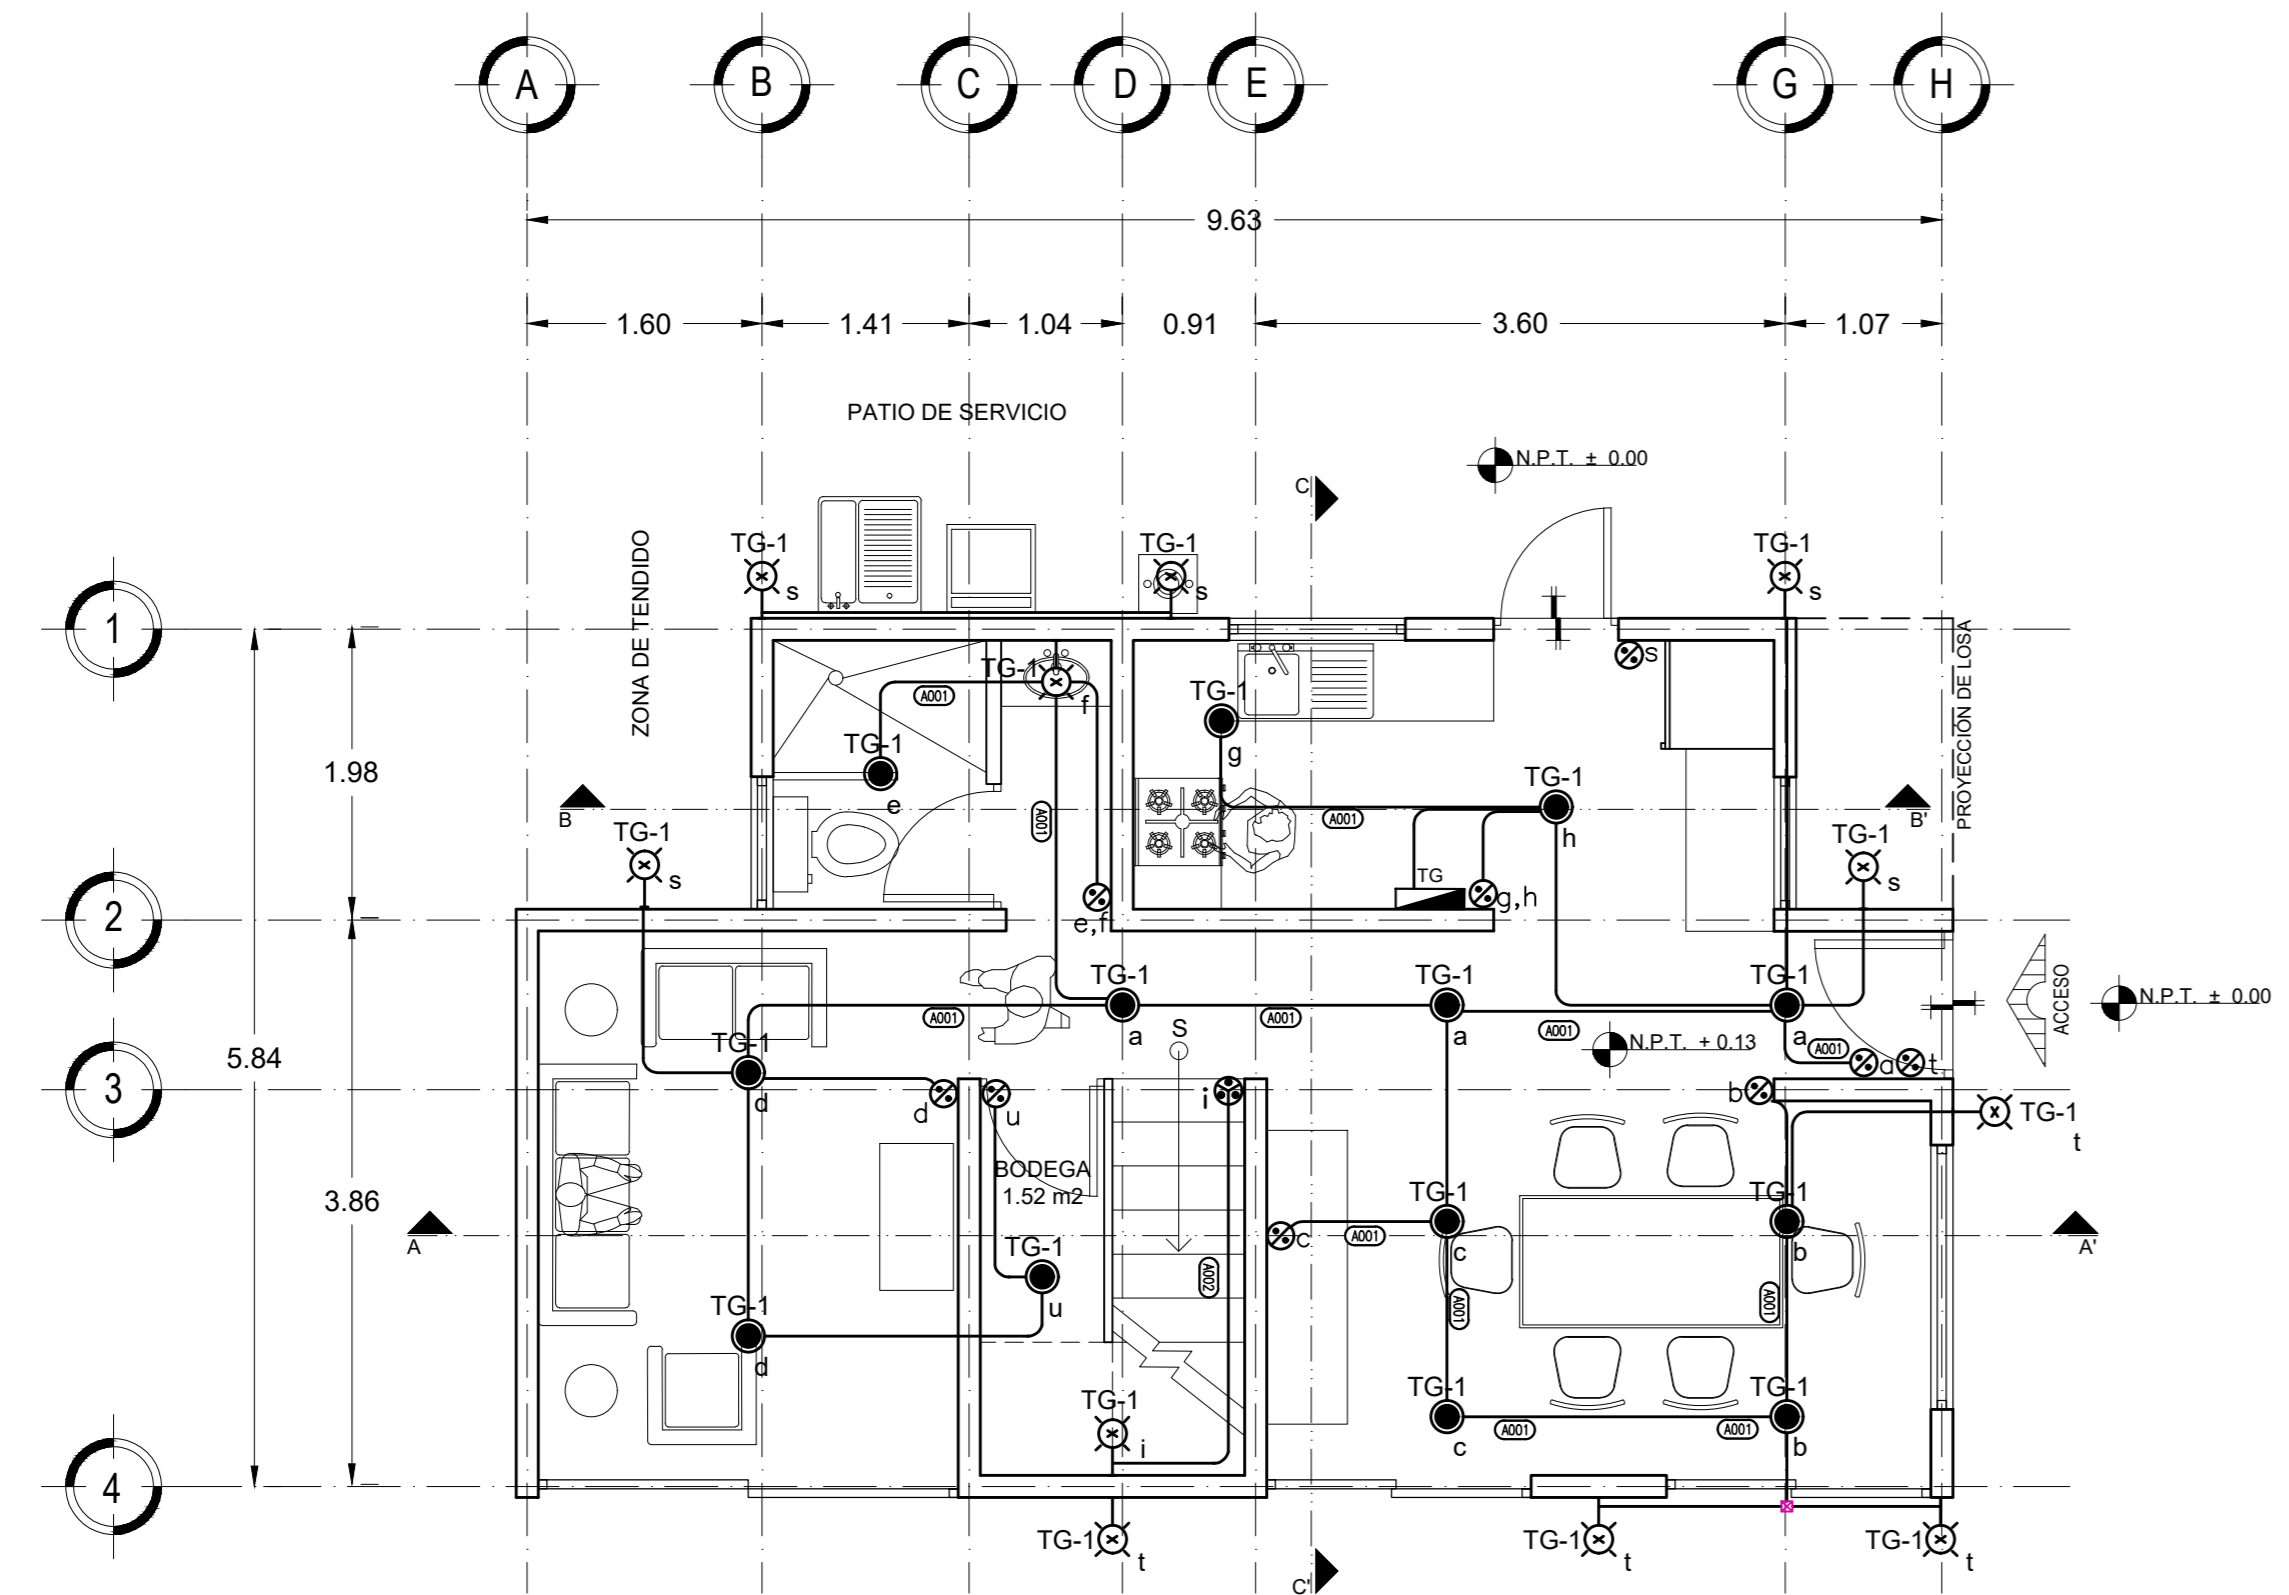 A B C D E G H
9.63
1.60 1.41 1.04 0.91 3.60 1.07
PATIO DE SERVICIO
N.P.T. ± 0.00
C
ZONA DE TENDIDO
TG-1 s
TG-1 s
TG-1 s
1
PROYECCIÓN DE LOSA
s
TG-1 f
A001
TG-1 g
TG-1 e
1.98
A001
TG-1 h
A001
B
B'
TG-1 s
TG-1 s
TG
g,h
e,f
2
TG-1 a
TG-1 a
TG-1 a
ACCESO
N.P.T. ± 0.00
A001
A001
A001
S
N.P.T. + 0.13
A001
a t
5.84
TG-1 d
3
d u i b
TG-1 t
BODEGA
1.52 m2
3.86
TG-1 c
TG-1 b
A
c
A001
A'
TG-1 u
A002
A001
A001
TG-1 d
TG-1 i
TG-1 c
TG-1 b
A001
A001
4
TG-1 t
TG-1 t
TG-1 t
C'